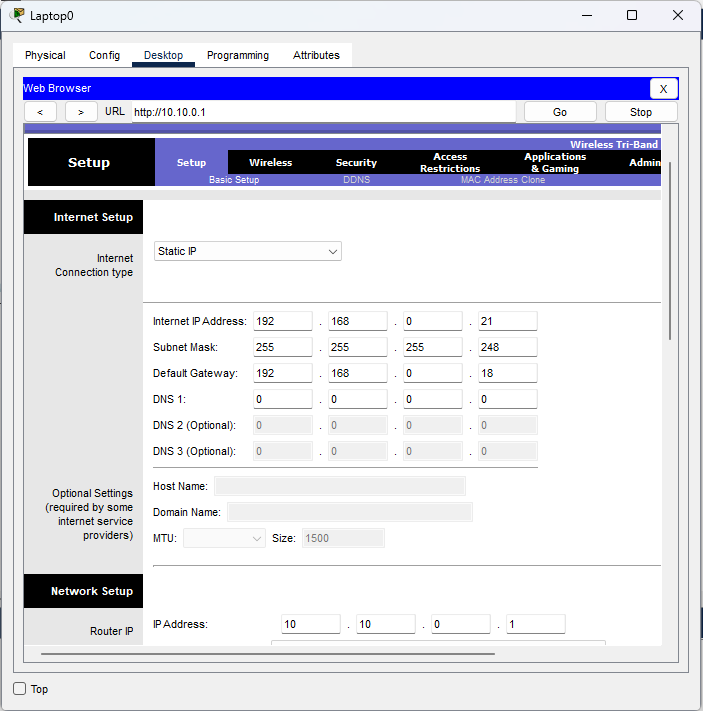 Laptop0
Physical Config Desktop Programming Attributes
Web Browser X
< > URL http://10.10.0.1 Go Stop
Wireless Tri-Band
Setup Setup Wireless Security Access Restrictions Applications & Gaming Admin
Basic Setup DDNS MAC Address Clone
Internet Setup
Internet Connection type Static IP
Internet IP Address: 192 . 168 . 0 . 21
Subnet Mask: 255 . 255 . 255 . 248
Default Gateway: 192 . 168 . 0 . 18
DNS 1: 0 . 0 . 0 . 0
DNS 2 (Optional): 0 . 0 . 0 . 0
DNS 3 (Optional): 0 . 0 . 0 . 0
Optional Settings
(required by some
internet service
providers)
Host Name:
Domain Name:
MTU: Size: 1500
Network Setup
Router IP IP Address: 10 . 10 . 0 . 1
Top